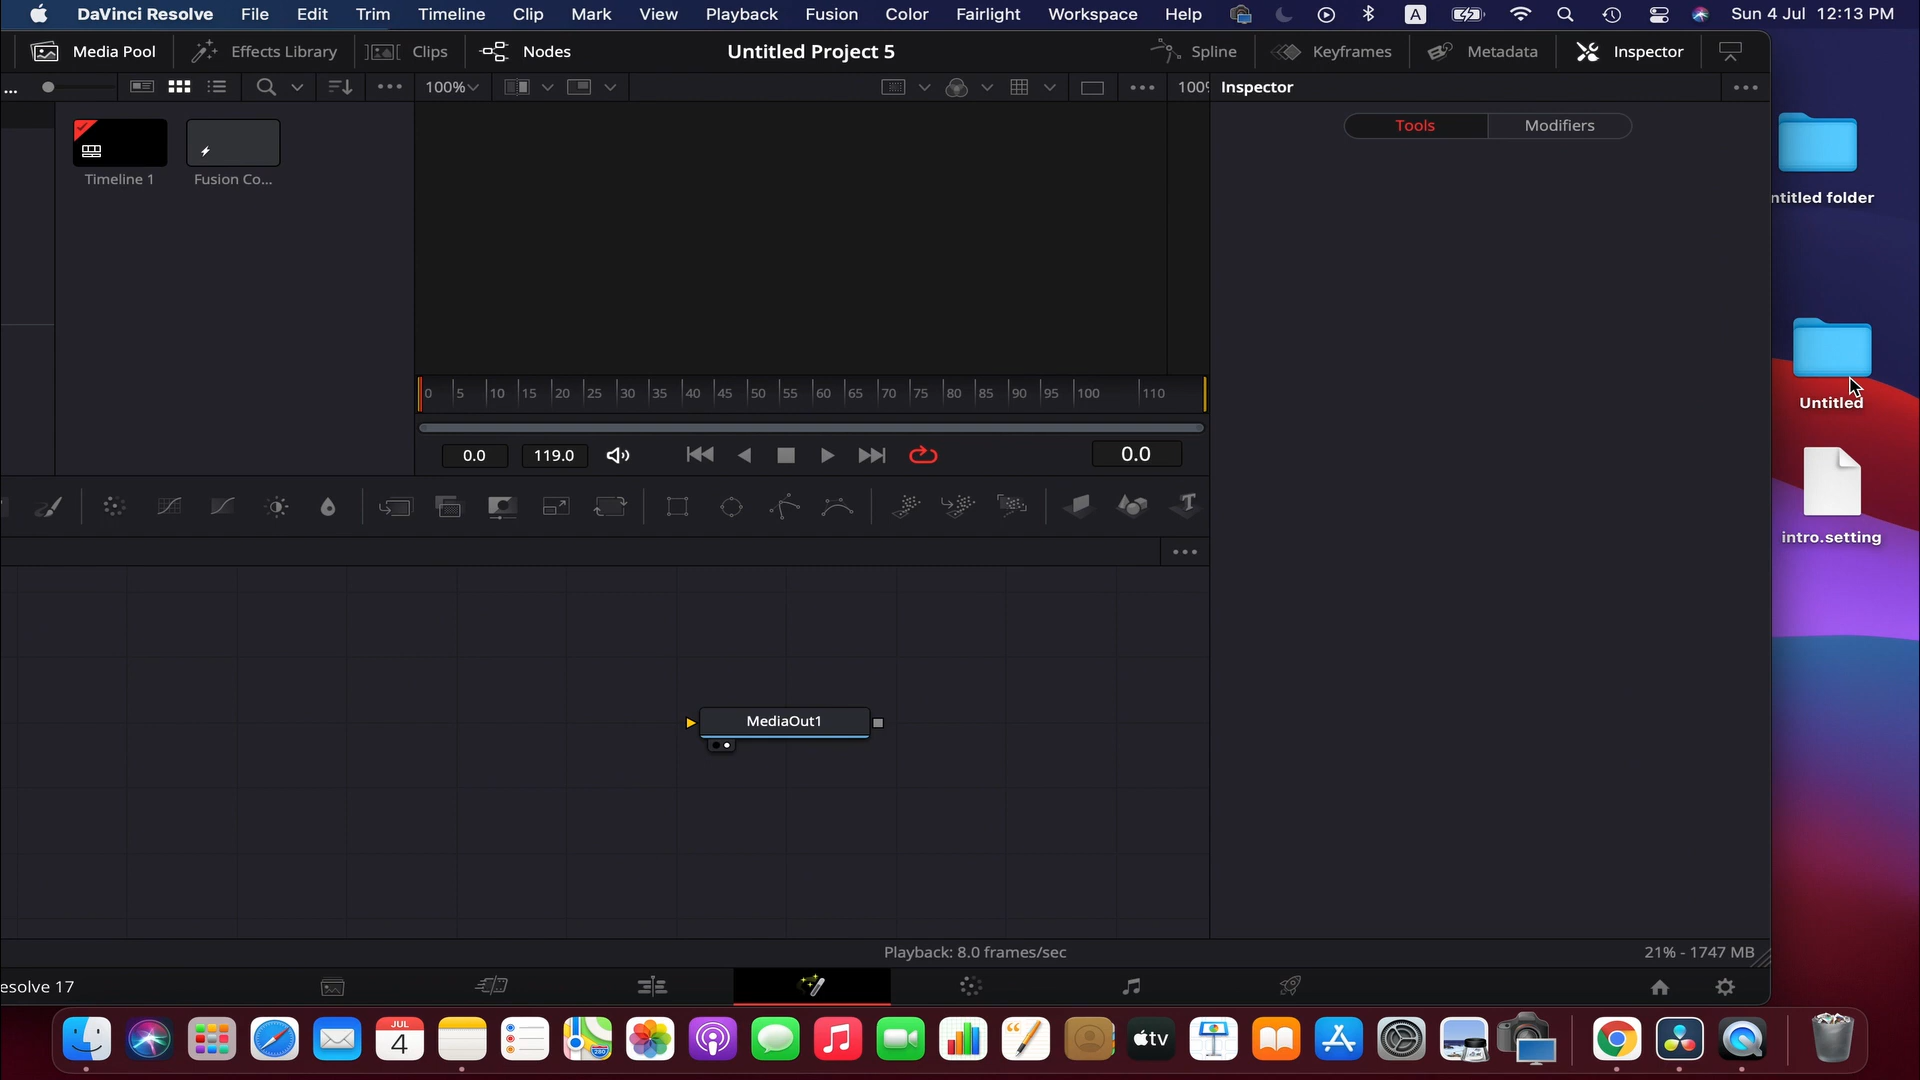 DaVinci Resolve File Edit Trim Timeline Clip Mark View Playback Fusion Color Fairlight Workspace Help A Sun 4 Jul 12:13 PM
Media Pool Effects Library Clips Nodes Untitled Project 5 Spline Keyframes Metadata Inspector
... 100% 100% Inspector
Tools Modifiers
Timeline 1 Fusion Co...
ntitled folder
0 5 10 15 20 25 30 35 40 45 50 55 60 65 70 75 80 85 90 95 100 110
Untitled
0.0 119.0 0.0
T
intro.setting
MediaOut1
Playback: 8.0 frames/sec 21% - 1747 MB
esolve 17
JUL
4
tv